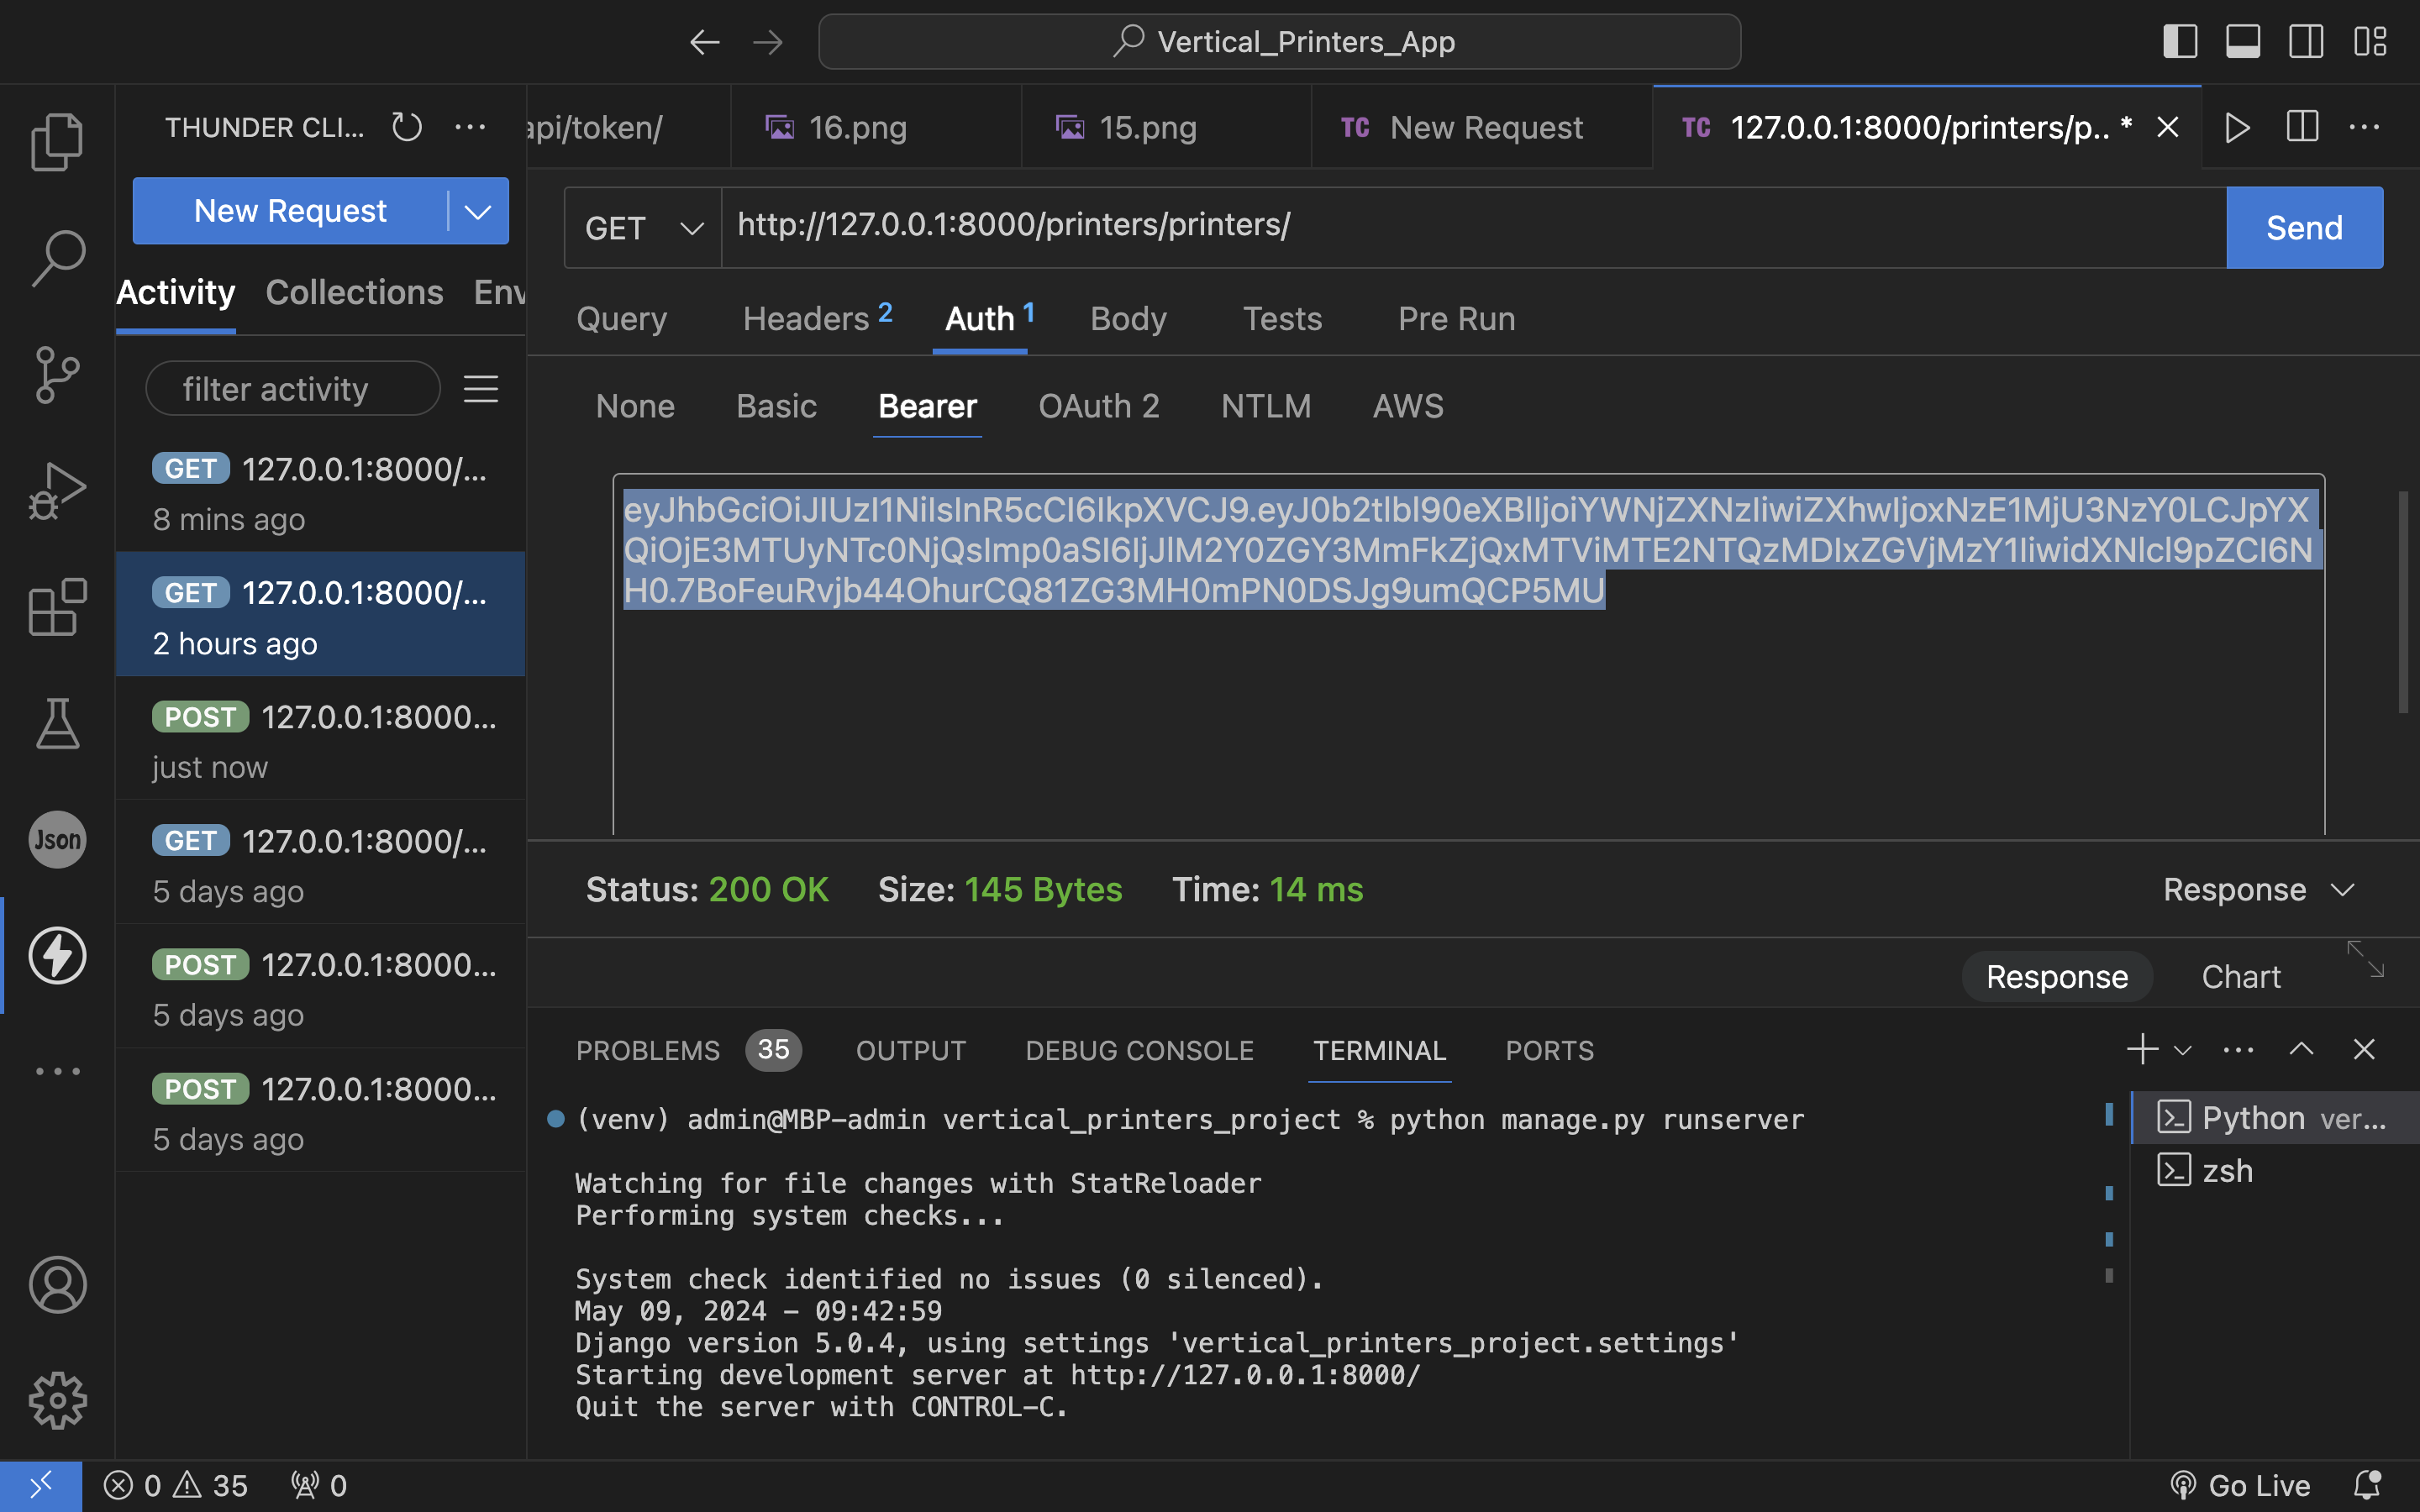 Vertical_Printers_App
THUNDER CLI...
api/token/
16.png
15.png
TC New Request
TC 127.0.0.1:8000/printers/p.. *
New Request
GET
http://127.0.0.1:8000/printers/printers/
Send
Activity
Collections
Env
Query
Headers 2
Auth 1
Body
Tests
Pre Run
filter activity
None
Basic
Bearer
OAuth 2
NTLM
AWS
GET 127.0.0.1:8000/...
8 mins ago
GET 127.0.0.1:8000/...
2 hours ago
POST 127.0.0.1:8000...
just now
GET 127.0.0.1:8000/...
5 days ago
POST 127.0.0.1:8000...
5 days ago
POST 127.0.0.1:8000...
5 days ago
Json
eyJhbGciOiJIUzI1NiIsInR5cCI6IkpXVCJ9.eyJ0b2tlbl90eXBlIjoiYWNjZXNzIiwiZXhwIjoxNzE1MjU3NzY0LCJpYX
QiOjE3MTUyNTc0NjQsImp0aSI6IjJlM2Y0ZGY3MmFkZjQxMTViMTE2NTQzMDIxZGVjMzY1IiwidXNlcl9pZCI6N
H0.7BoFeuRvjb44OhurCQ81ZG3MH0mPN0DSJg9umQCP5MU
Status: 200 OK Size: 145 Bytes Time: 14 ms
Response
Response
Chart
PROBLEMS 35
OUTPUT
DEBUG CONSOLE
TERMINAL
PORTS
(venv) admin@MBP-admin vertical_printers_project % python manage.py runserver
Watching for file changes with StatReloader
Performing system checks...
System check identified no issues (0 silenced).
May 09, 2024 - 09:42:59
Django version 5.0.4, using settings 'vertical_printers_project.settings'
Starting development server at http://127.0.0.1:8000/
Quit the server with CONTROL-C.
Python ver...
zsh
0 35
0
Go Live